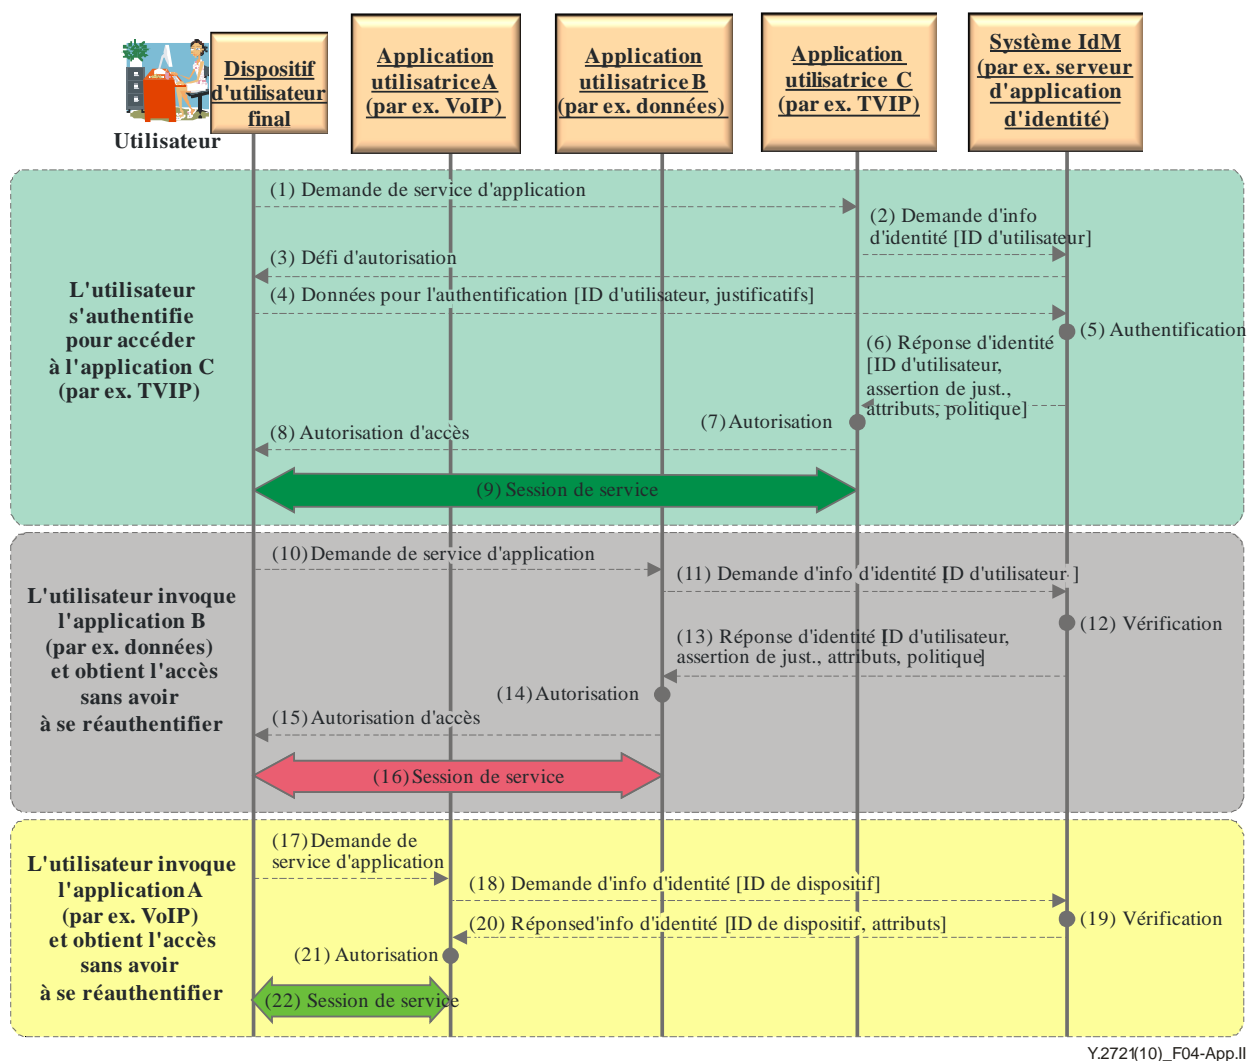 Utilisateur
Dispositif
d'utilisateur
final
Application
utilisatrice A
(par ex. VoIP)
Application
utilisatrice B
(par ex. données)
Application
utilisatrice C
(par ex. TVIP)
Système IdM
(par ex. serveur
d'application
d'identité)
L'utilisateur
s'authentifie
pour accéder
à l'application C
(par ex. TVIP)
(1) Demande de service d'application
(2) Demande d'info
d'identité [ID d'utilisateur]
(3) Défi d'autorisation
(4) Données pour l'authentification [ID d'utilisateur, justificatifs]
(5) Authentification
(6) Réponse d'identité
[ID d'utilisateur,
assertion de just.,
attributs, politique]
(7) Autorisation
(8) Autorisation d'accès
(9) Session de service
L'utilisateur invoque
l'application B
(par ex. données)
et obtient l'accès
sans avoir
à se réauthentifier
(10) Demande de service d'application
(11) Demande d'info d'identité [ID d'utilisateur ]
(12) Vérification
(13) Réponse d'identité [ID d'utilisateur,
assertion de just., attributs, politique]
(14) Autorisation
(15) Autorisation d'accès
(16) Session de service
L'utilisateur invoque
l'application A
(par ex. VoIP)
et obtient l'accès
sans avoir
à se réauthentifier
(17) Demande de
service d'application
(18) Demande d'info d'identité [ID de dispositif]
(19) Vérification
(20) Réponsed'info d'identité [ID de dispositif, attributs]
(21) Autorisation
(22) Session de service
Y.2721(10)_F04-App.II